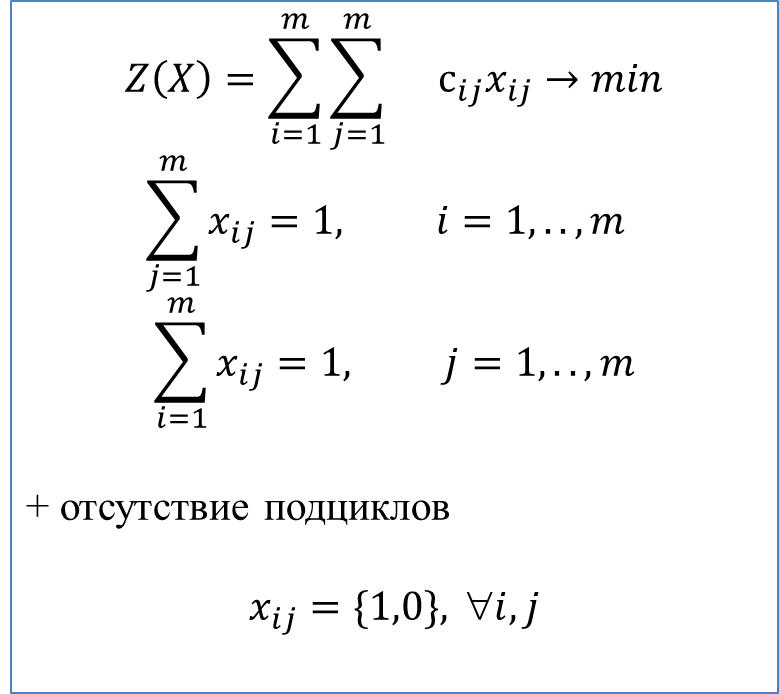 Z(X) = ∑_{i=1}^{m} ∑_{j=1}^{m} c_{ij}x_{ij} → min
∑_{j=1}^{m} x_{ij} = 1, i = 1,..,m
∑_{i=1}^{m} x_{ij} = 1, j = 1,..,m
+ отсутствие подциклов
x_{ij} = {1,0}, ∀i,j